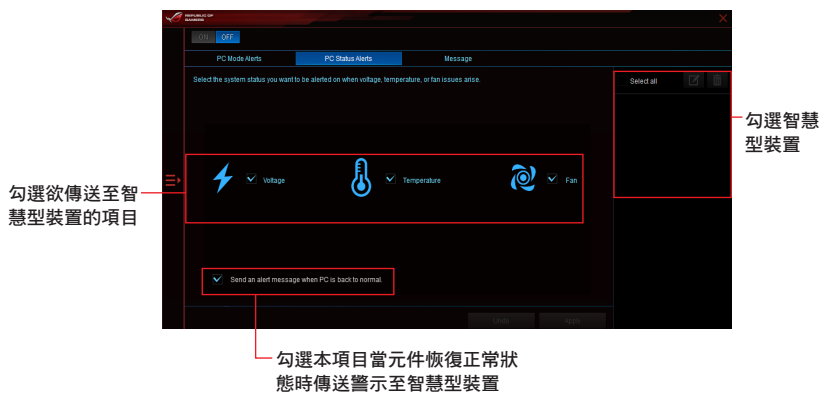 REPUBLIC OF
GAMERS
ON OFF
PC Mode Alerts PC Status Alerts Message
Select the system status you want to be alerted on when voltage, temperature, or fan issues arise.
Select all
勾選智慧
型裝置
Voltage Temperature Fan
勾選欲傳送至智
慧型裝置的項目
Send an alert message when PC is back to normal.
Undo Apply
勾選本項目當元件恢復正常狀
態時傳送警示至智慧型裝置